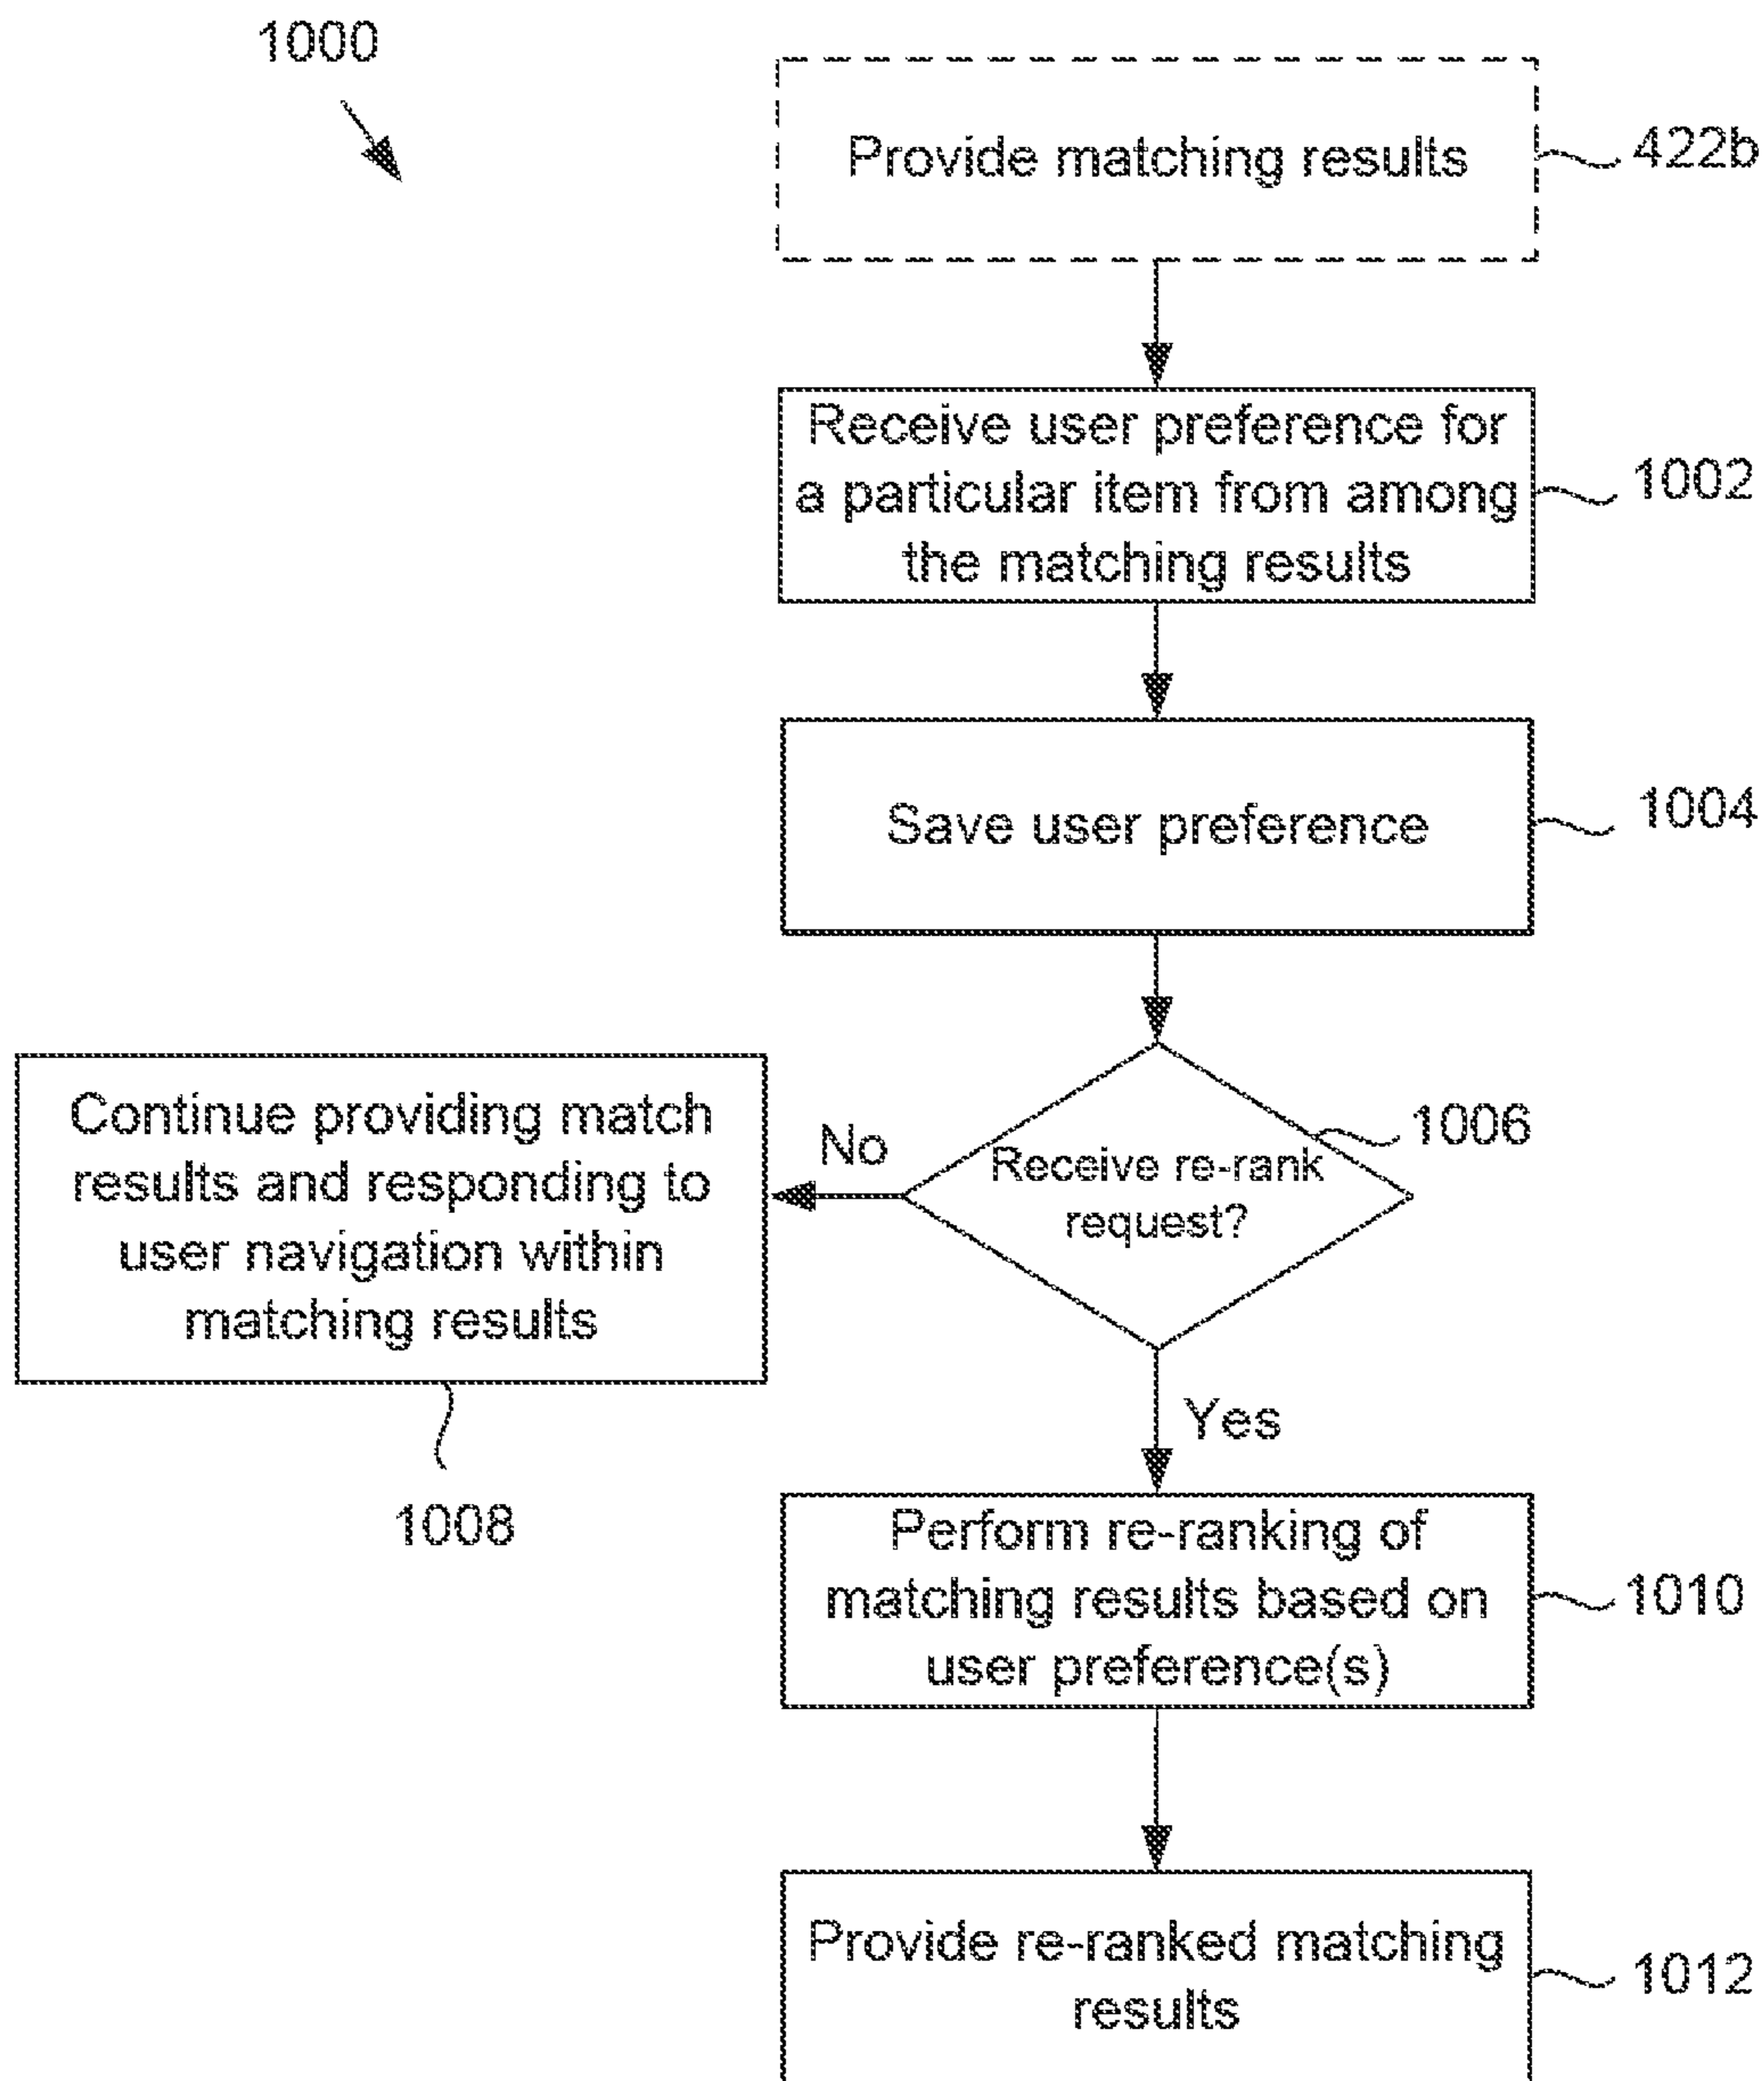 1000
Provide matching results
422b
Receive user preference for
a particular item from among
the matching results
1002
Save user preference
1004
Receive re-rank
request?
1006
No
Continue providing match
results and responding to
user navigation within
matching results
1008
Yes
Perform re-ranking of
matching results based on
user preference(s)
1010
Provide re-ranked matching
results
1012